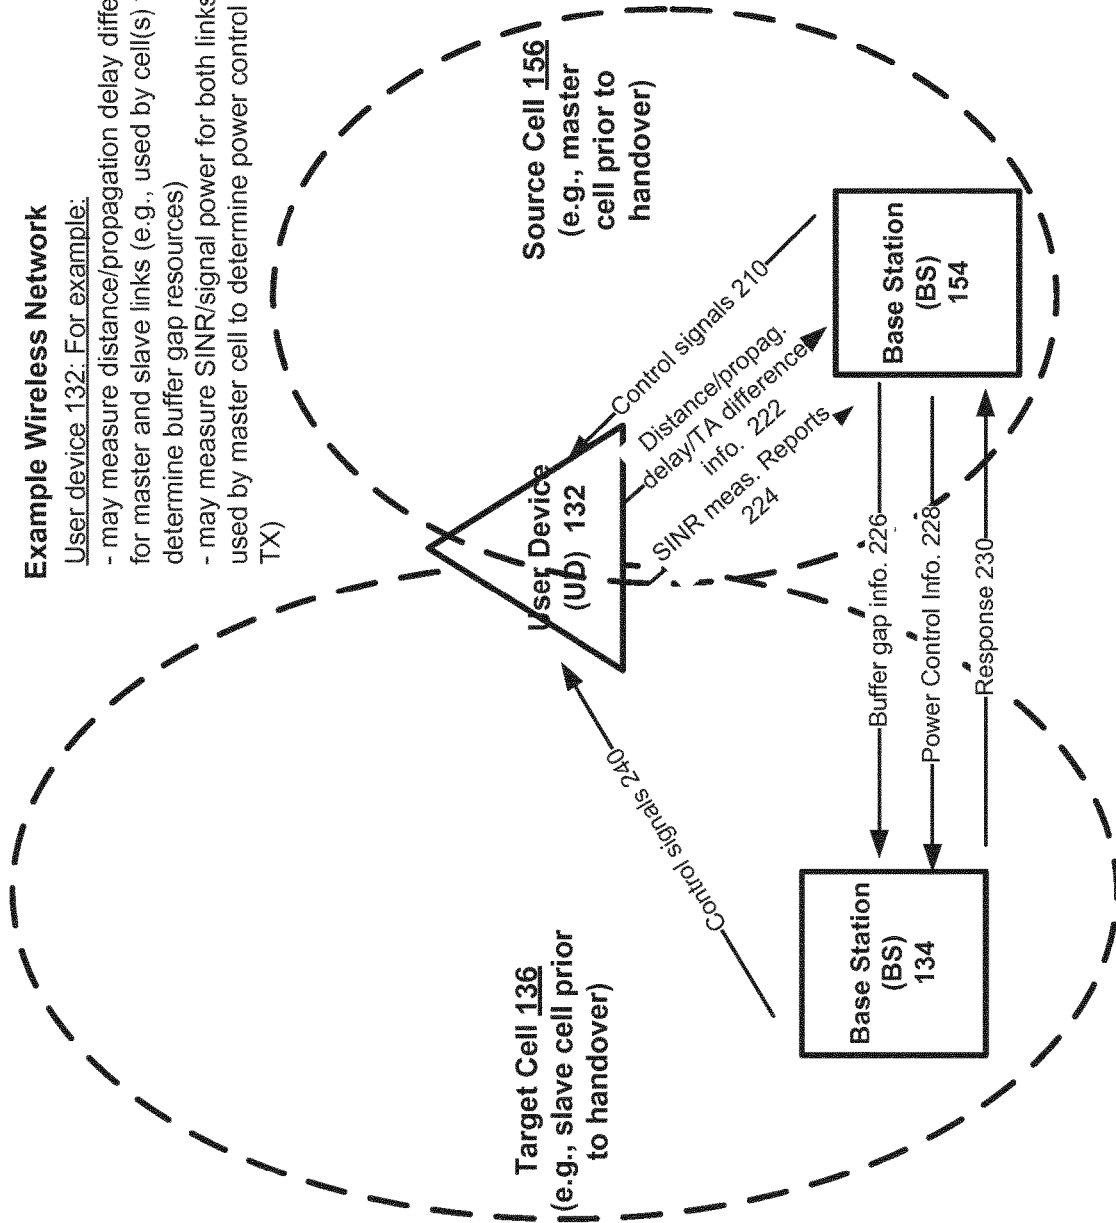 Example Wireless Network
User device 132: For example:
- may measure distance/propagation delay
for master and slave links (e.g., used by cell(s)
determine buffer gap resources)
- may measure SINR/signal power for both links
used by master cell to determine power control
TX)
Target Cell 136
(e.g., slave cell prior
to handover)
Source Cell 156
(e.g., master
cell prior to
handover)
User Device
(UD) 132
Control signals 240
Control signals 210
Distance/propag.
delay/TA difference
info. 222
SINR meas. Reports
224
Base Station
(BS)
134
Base Station
(BS)
154
Buffer gap info. 226
Power Control Info. 228
Response 230